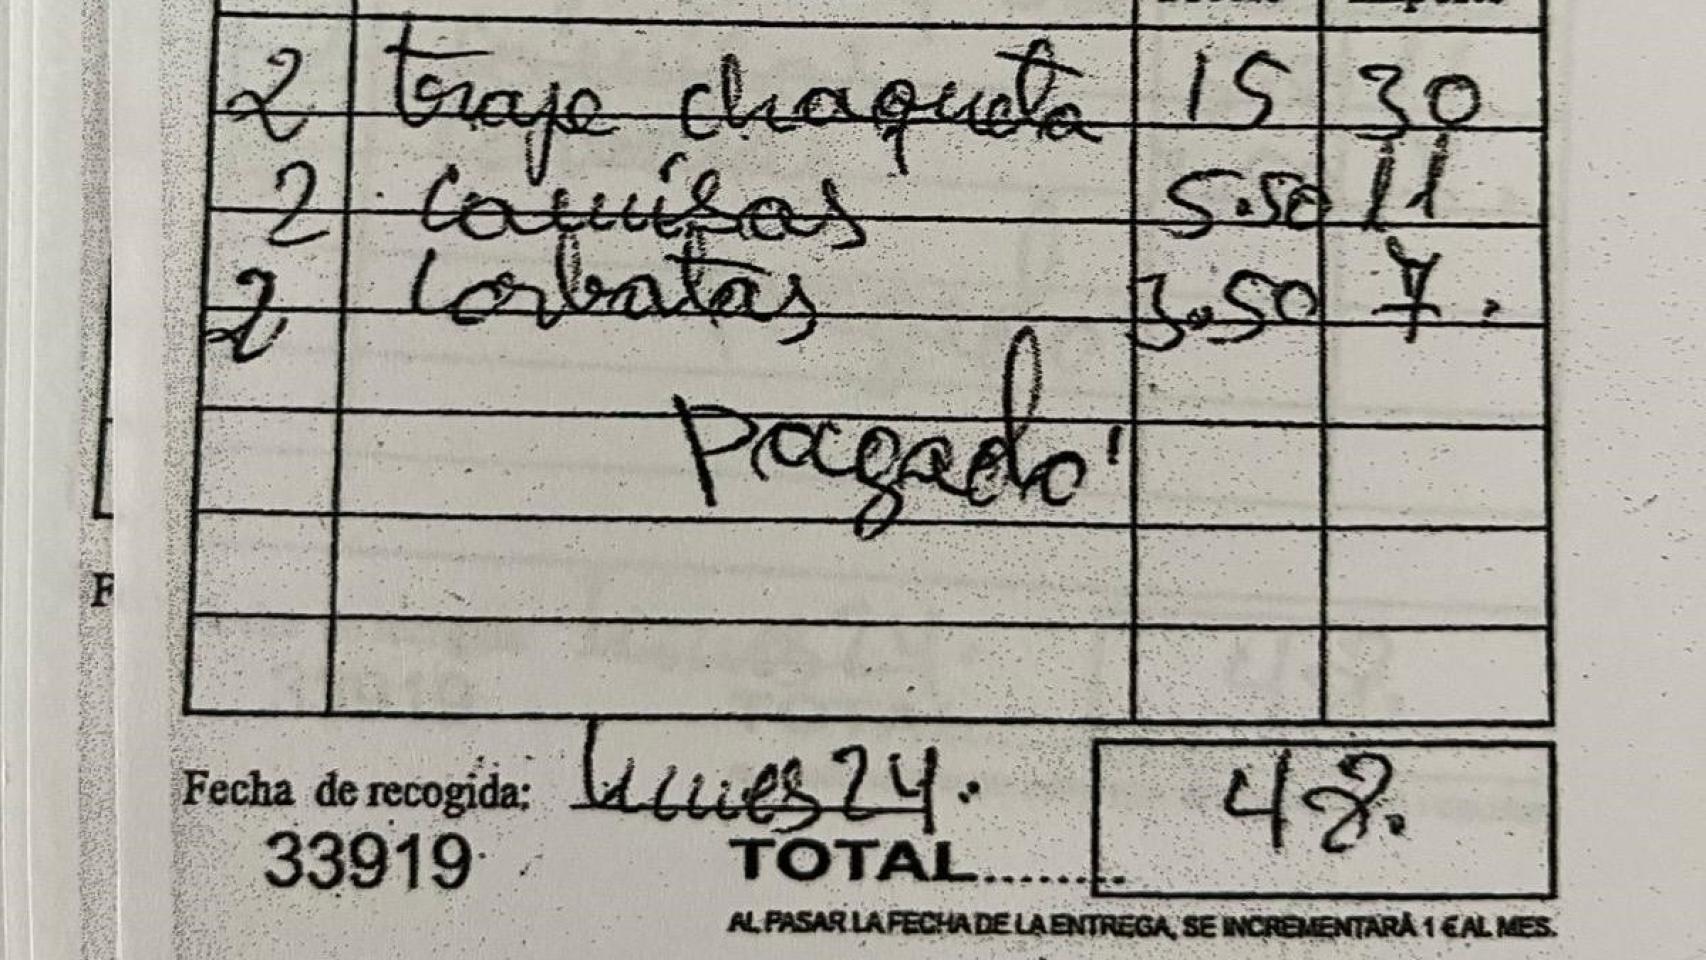 2 traje chaqueta 15 30
2 camisas 5.50 11
2 corbatas 3.50 7.
Pagado
Fecha de recogida: lunes 24.
33919
TOTAL........ 48.
AL PASAR LA FECHA DE LA ENTREGA, SE INCREMENTARÁ 1 € AL MES.